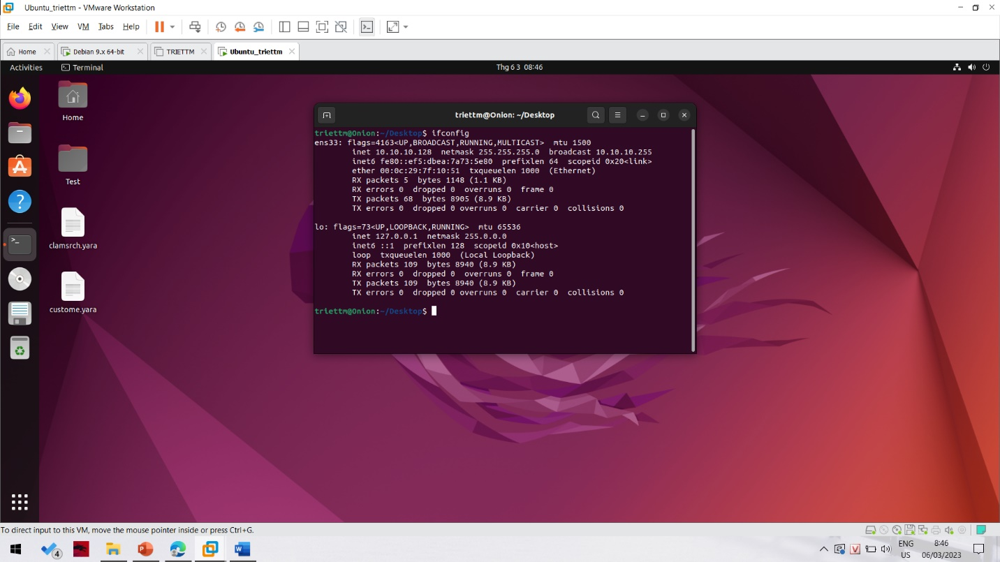 Ubuntu_triettm - VMware Workstation
File Edit View VM Tabs Help
Home Debian 9.x 64-bit TRIETTM Ubuntu_triettm
Activities Terminal Thg 6 3 08:46
Home
Test
clamsrch.yara
custome.yara
triettm@Onion: ~/Desktop
triettm@Onion:~/Desktop$ ifconfig
ens33: flags=4163<UP,BROADCAST,RUNNING,MULTICAST>  mtu 1500
        inet 10.10.10.128  netmask 255.255.255.0  broadcast 10.10.10.255
        inet6 fe80::ef5:dbea:7a73:5e80  prefixlen 64  scopeid 0x20<link>
        ether 00:0c:29:7f:10:51  txqueuelen 1000  (Ethernet)
        RX packets 5  bytes 1148 (1.1 KB)
        RX errors 0  dropped 0  overruns 0  frame 0
        TX packets 68  bytes 8905 (8.9 KB)
        TX errors 0  dropped 0 overruns 0  carrier 0  collisions 0
lo: flags=73<UP,LOOPBACK,RUNNING>  mtu 65536
        inet 127.0.0.1  netmask 255.0.0.0
        inet6 ::1  prefixlen 128  scopeid 0x10<host>
        loop  txqueuelen 1000  (Local Loopback)
        RX packets 109  bytes 8940 (8.9 KB)
        RX errors 0  dropped 0  overruns 0  frame 0
        TX packets 109  bytes 8940 (8.9 KB)
        TX errors 0  dropped 0 overruns 0  carrier 0  collisions 0
triettm@Onion:~/Desktop$
To direct input to this VM, move the mouse pointer inside or press Ctrl+G.
4
P
W
V
ENG
US
8:46
06/03/2023